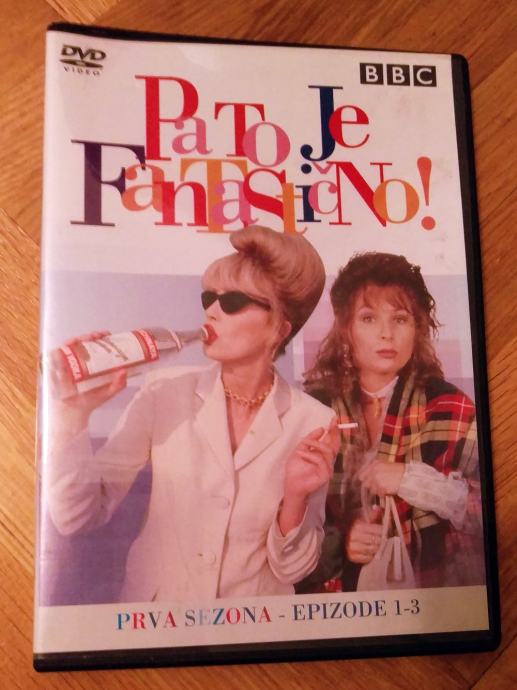 DVD
VIDEO
BBC
Pa To Je
FanTaStičNo!
PRVA SEZONA - EPIZODE 1-3